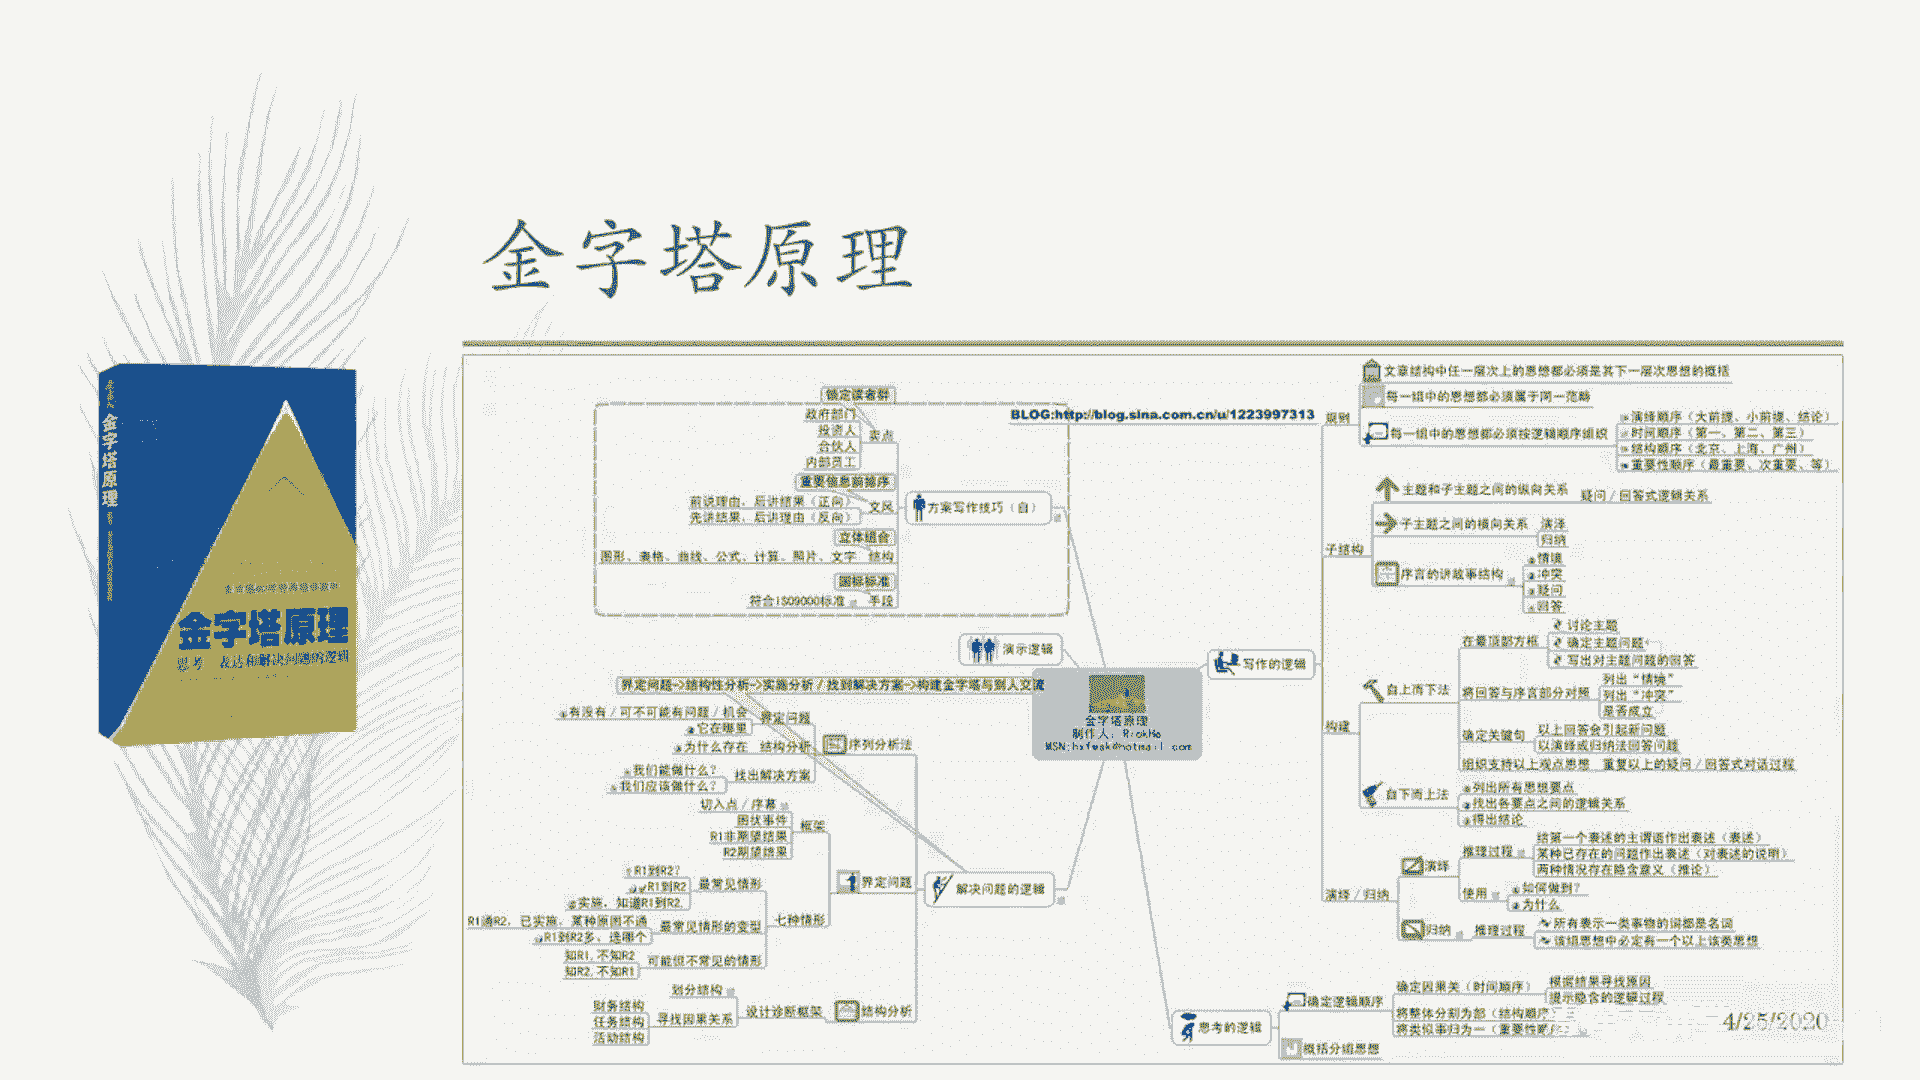 金字塔原理
金字塔原理
金字塔原理
思考 表达和解决问题的逻辑
BLOG:http://blog.sina.com.cn/u/1223997313
锁定读者群
政府部门
投资人
合伙人
内部员工
卖点
重要信息前排序
前说理由，后讲结果（正向）
先讲结果，后讲理由（反向）
文风
立体组合
图形、表格、曲线、公式、计算、照片、文字 结构
国标标准
符合ISO9000标准 手段
方案写作技巧（自）
演示逻辑
界定问题->结构性分析->实施分析/找到解决方案->构建金字塔与别人交流
有没有/可不可能有问题/机会
它在哪里
界定问题
为什么存在 结构分析
我们能做什么？
我们应该做什么？
找出解决方案
序列分析法
切入点/序幕
困扰事件
R1非期望结果
R2期望结果
框架
R1到R2？
R1到R2
实施，知道R1到R2
最常见情形
R1通R2，已实施，某种原因不通
R1到R2多，选哪个
最常见情形的变型
知R1，不知R2
知R2，不知R1
可能但不常见的情形
七种情形
界定问题
划分结构
财务结构
任务结构
活动结构
寻找因果关系
设计诊断框架
结构分析
解决问题的逻辑
金字塔原理
制作人：RickHe
写作的逻辑
规则
文章结构中任一层次上的思想都必须是其下一层次思想的概括
每一组中的思想都必须属于同一范畴
每一组中的思想都必须按逻辑顺序组织
演绎顺序（大前提、小前提、结论）
时间顺序（第一、第二、第三）
结构顺序（北京、上海、广州）
重要性顺序（最重要、次重要、等）
子结构
主题和子主题之间的纵向关系 疑问/回答式逻辑关系
子主题之间的横向关系 演泽
归纳
序言的讲故事结构
情境
冲突
疑问
回答
构建
自上而下法
在最顶部方框
讨论主题
确定主题问题
写出对主题问题的回答
将回答与序言部分对照
列出“情境”
列出“冲突”
是否成立
确定关键句
以上回答会引起新问题
以演绎或归纳法回答问题
组织支持以上观点思想 重复以上的疑问/回答式对话过程
自下而上法
列出所有思想要点
找出各要点之间的逻辑关系
得出结论
演绎/归纳
演绎
推理过程
给第一个表述的主谓语作出表述（表述）
某种已存在的问题作出表述（对表述的说明）
两种情况存在隐含意义（推论）
使用
如何做到？
为什么
归纳 推理过程
所有表示一类事物的词都是名词
该组思想中必定有一个以上该类思想
思考的逻辑
确定逻辑顺序
确定因果关（时间顺序）
根据结果寻找原因
提示隐含的逻辑过程
将整体分割为部（结构顺序）
将类似事归为一（重要性顺序
概括分组思想
4/25/2020